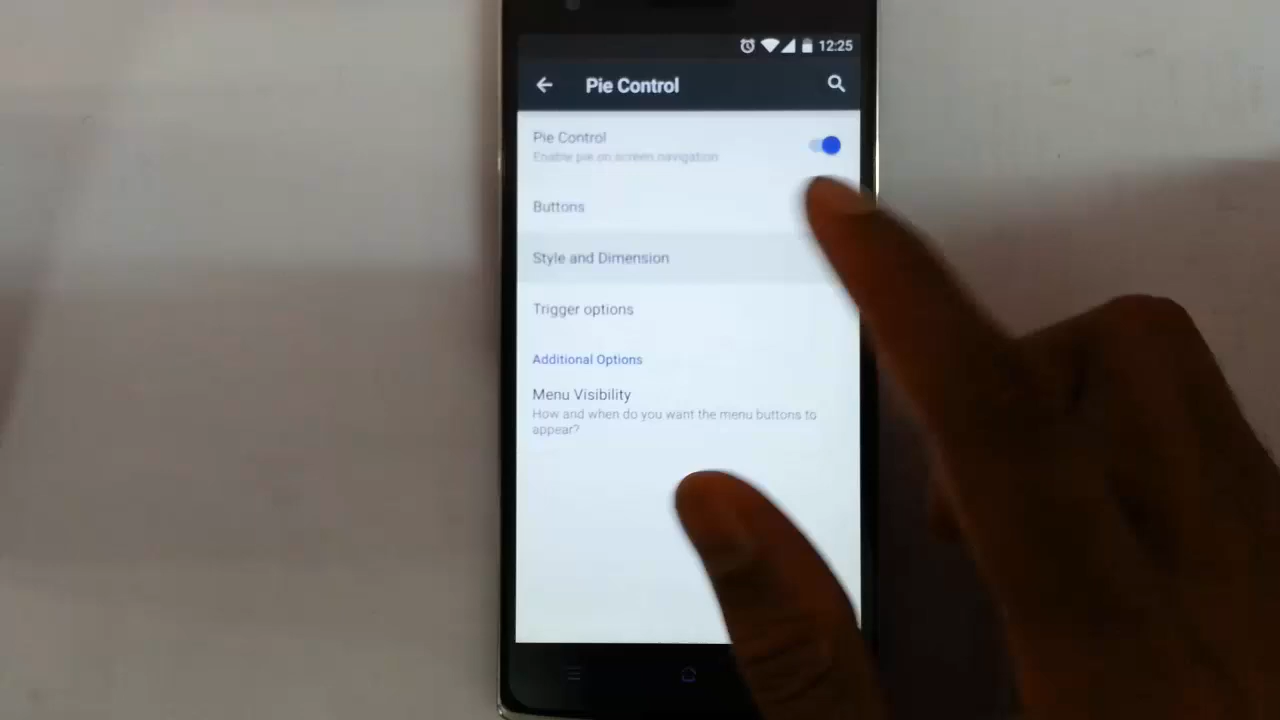 12:25
Pie Control
Pie Control
Enable pie on screen navigation
Buttons
Style and Dimension
Trigger options
Additional Options
Menu Visibility
How and when do you want the menu buttons to
appear?